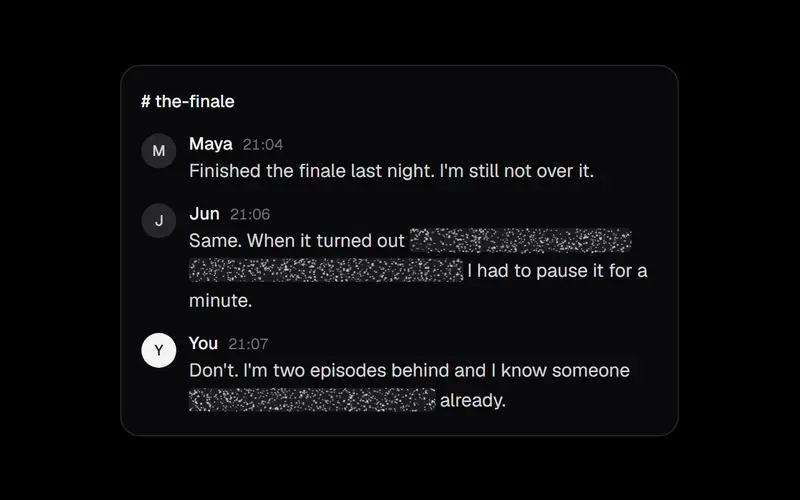 # the-finale
M
Maya 21:04
Finished the finale last night. I'm still not over it.
J
Jun 21:06
Same. When it turned out
I had to pause it for a
minute.
Y
You 21:07
Don't. I'm two episodes behind and I know someone
already.